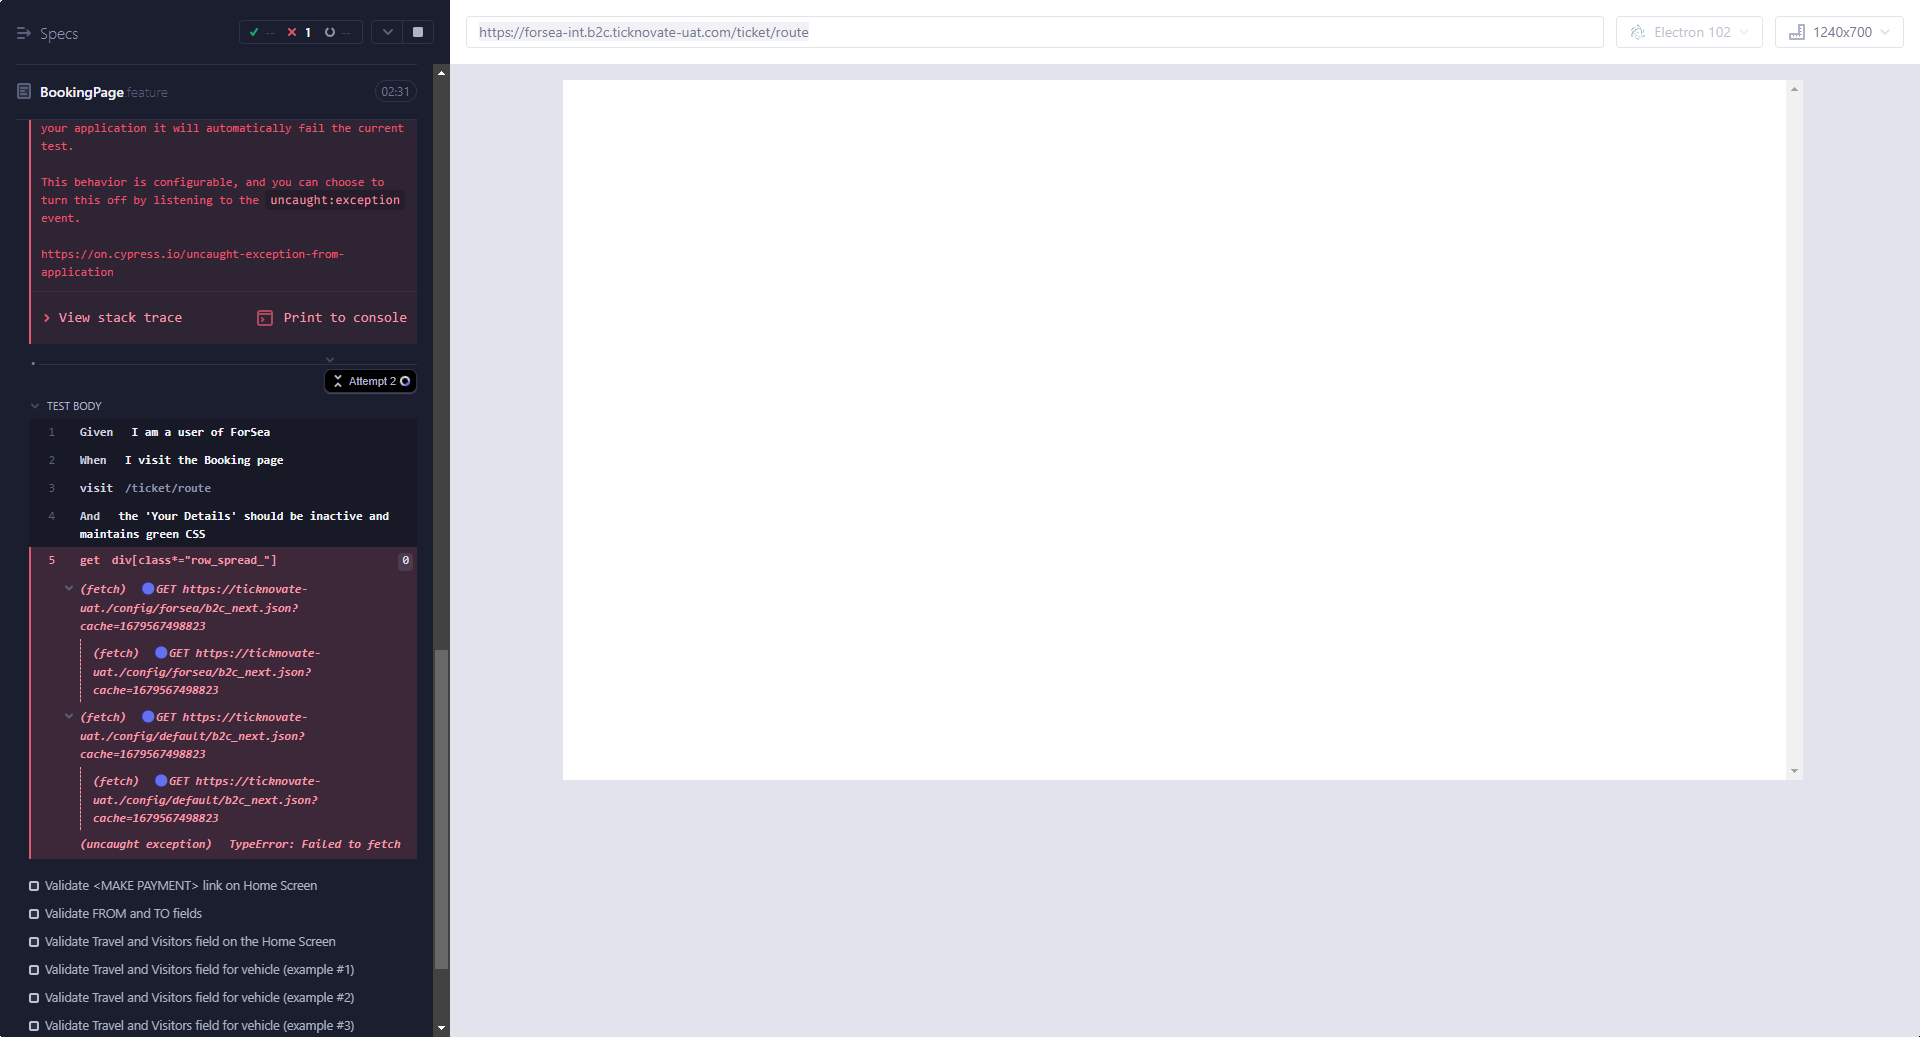 Specs
-- 1 --
https://forsea-int.b2c.ticknovate-uat.com/ticket/route
Electron 102
1240x700
BookingPage.feature
02:31
your application it will automatically fail the current
test.
This behavior is configurable, and you can choose to
turn this off by listening to the uncaught:exception
event.
https://on.cypress.io/uncaught-exception-from-
application
View stack trace
Print to console
Attempt 2
TEST BODY
1 Given I am a user of ForSea
2 When I visit the Booking page
3 visit /ticket/route
4 And the 'Your Details' should be inactive and
maintains green CSS
5 get div[class*="row_spread_"] 0
(fetch) GET https://ticknovate-
uat./config/forsea/b2c_next.json?
cache=1679567498823
(fetch) GET https://ticknovate-
uat./config/forsea/b2c_next.json?
cache=1679567498823
(fetch) GET https://ticknovate-
uat./config/default/b2c_next.json?
cache=1679567498823
(fetch) GET https://ticknovate-
uat./config/default/b2c_next.json?
cache=1679567498823
(uncaught exception) TypeError: Failed to fetch
Validate <MAKE PAYMENT> link on Home Screen
Validate FROM and TO fields
Validate Travel and Visitors field on the Home Screen
Validate Travel and Visitors field for vehicle (example #1)
Validate Travel and Visitors field for vehicle (example #2)
Validate Travel and Visitors field for vehicle (example #3)